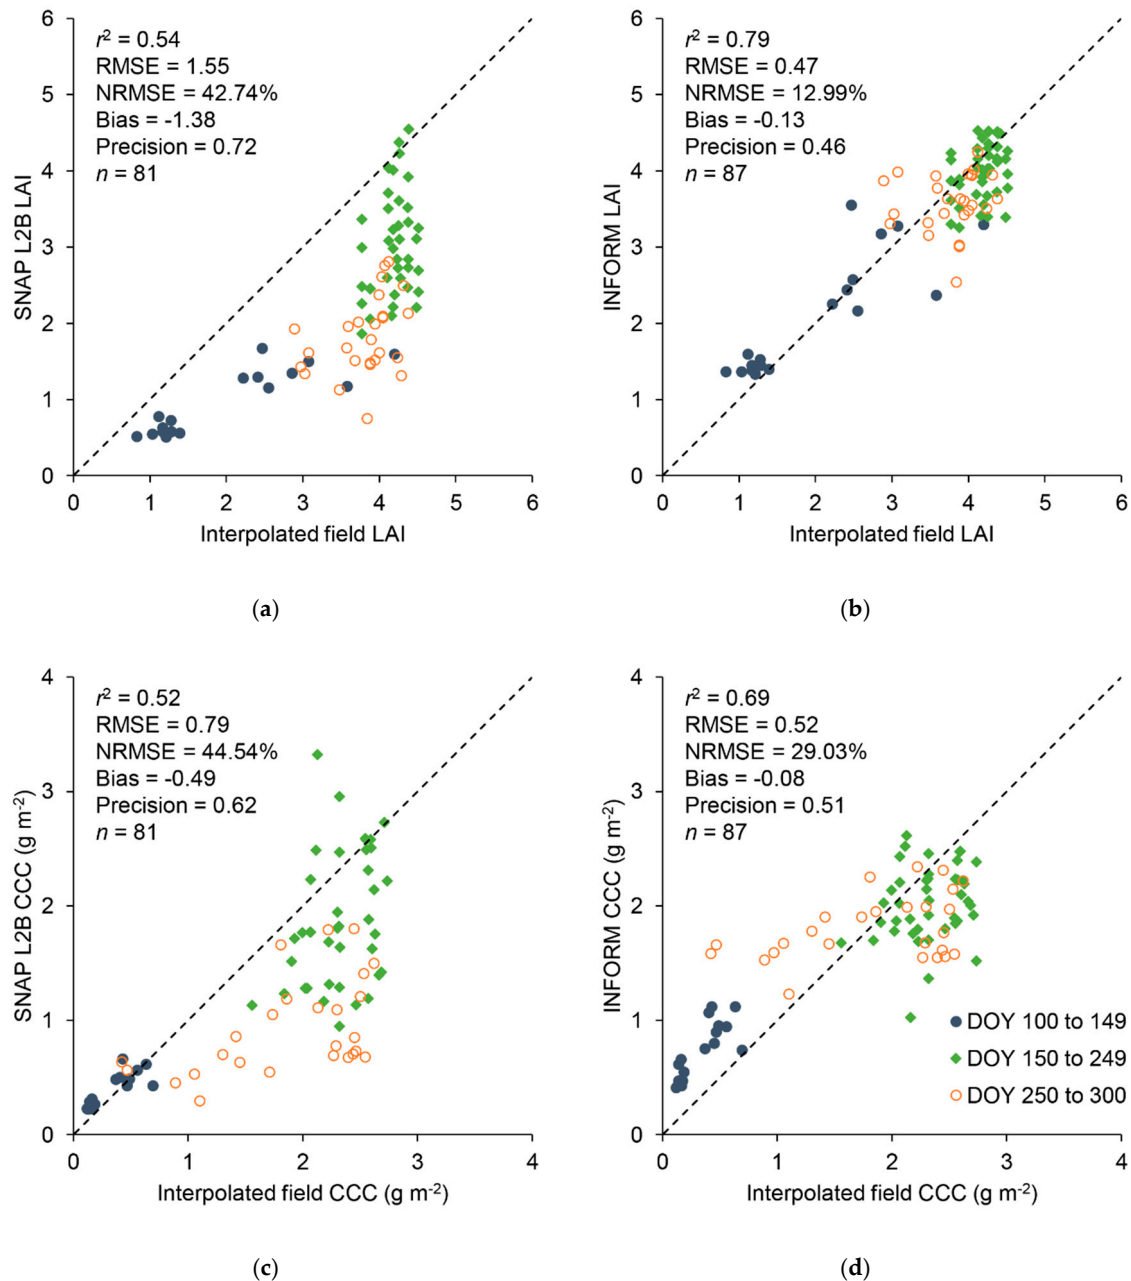 6
5
4
3
2
1
0
SNAP L2B LAI
r² = 0.54
RMSE = 1.55
NRMSE = 42.74%
Bias = -1.38
Precision = 0.72
n = 81
0 1 2 3 4 5 6
Interpolated field LAI
(a)
6
5
4
3
2
1
0
INFORM LAI
r² = 0.79
RMSE = 0.47
NRMSE = 12.99%
Bias = -0.13
Precision = 0.46
n = 87
0 1 2 3 4 5 6
Interpolated field LAI
(b)
4
3
2
1
0
SNAP L2B CCC (g m⁻²)
r² = 0.52
RMSE = 0.79
NRMSE = 44.54%
Bias = -0.49
Precision = 0.62
n = 81
0 1 2 3 4
Interpolated field CCC (g m⁻²)
(c)
4
3
2
1
0
INFORM CCC (g m⁻²)
r² = 0.69
RMSE = 0.52
NRMSE = 29.03%
Bias = -0.08
Precision = 0.51
n = 87
DOY 100 to 149
DOY 150 to 249
DOY 250 to 300
0 1 2 3 4
Interpolated field CCC (g m⁻²)
(d)